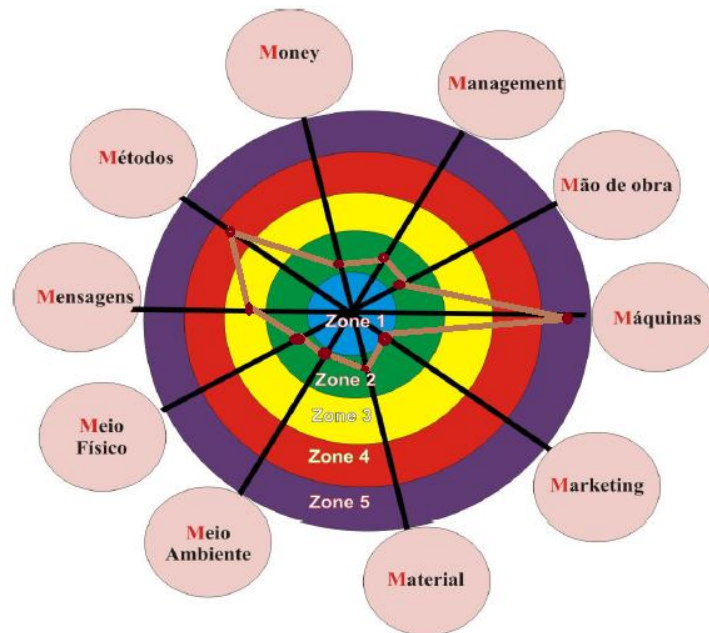 Money
Management
Métodos
Mão de obra
Mensagens
Zone 1
Máquinas
Zone 2
Zone 3
Meio
Físico
Zone 4
Marketing
Zone 5
Meio
Ambiente
Material